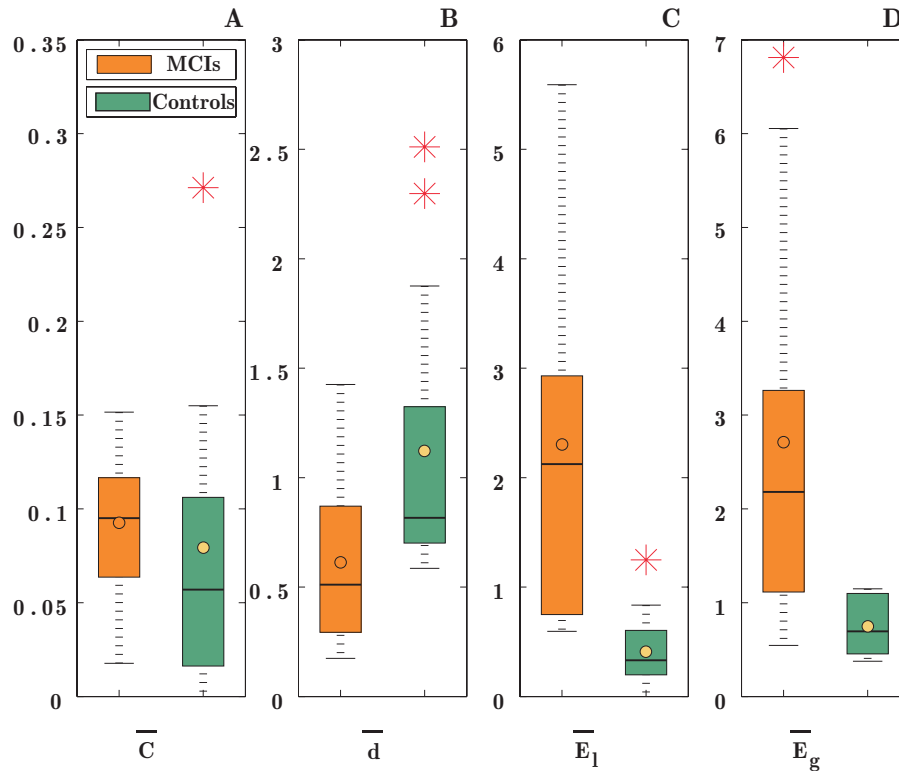 A B C D
0.35 3 6 7
MCIs
Controls
0.3 2.5 5 6
0.25 2 4 5
0.2 1.5 3 4
0.15 1 2 3
0.1 0.5 1 2
0.05 0 0 1
0 0
C̅ d̅ E̅l E̅g